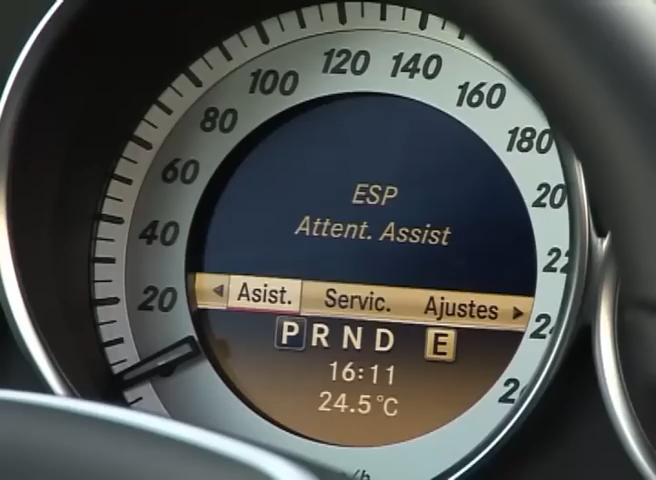 20
40
60
80
100
120
140
160
180
ESP
Attent. Assist
Asist. Servic. Ajustes
P R N D E
16:11
24.5°C